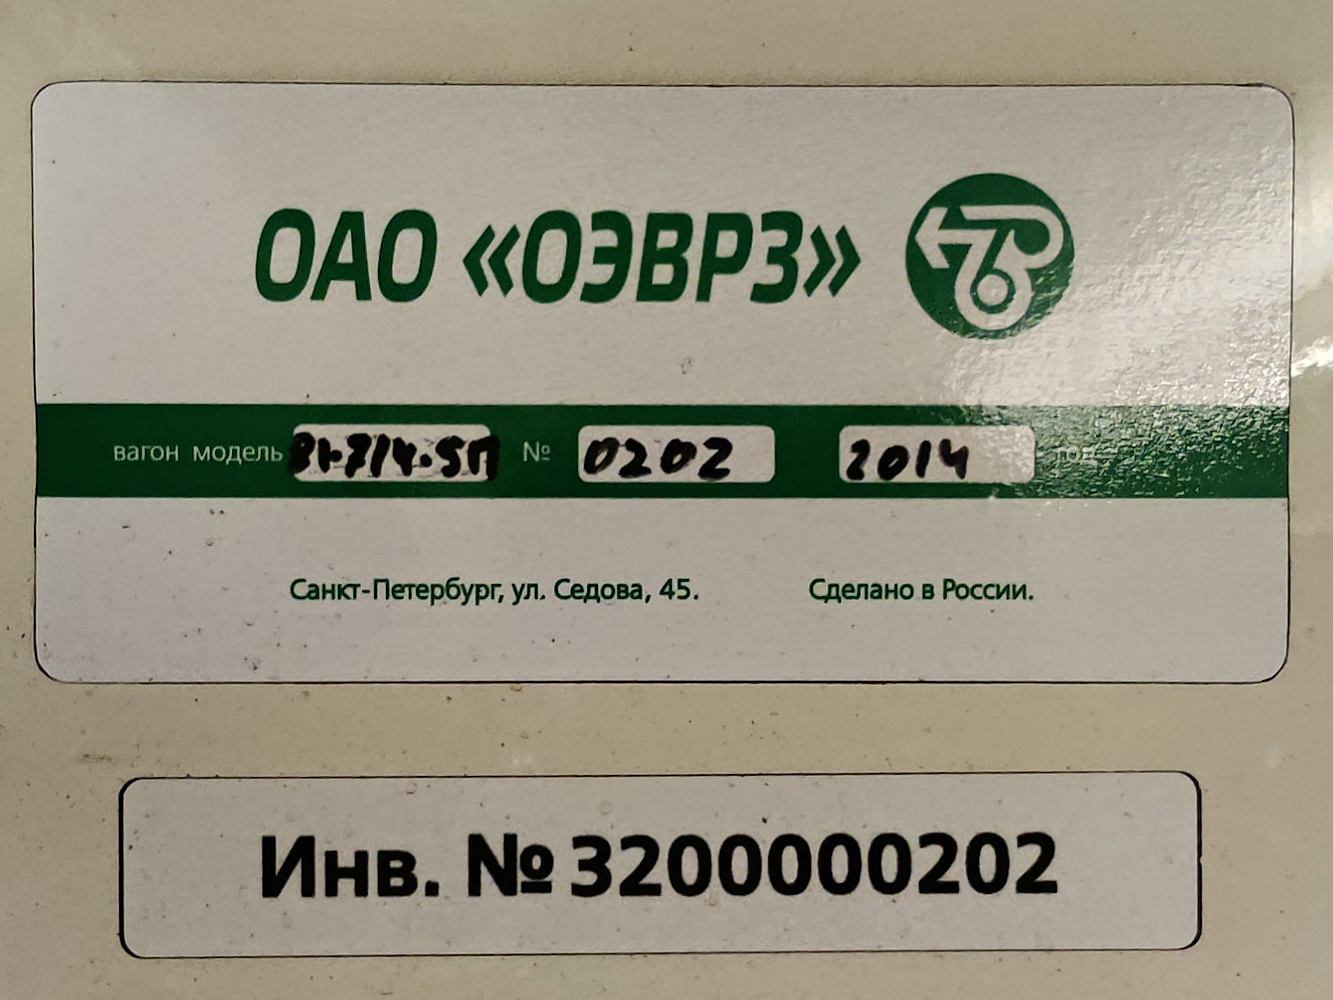 ОАО «ОЭВРЗ»
вагон модель 81-714.5П № 0202 2014 год
Санкт-Петербург, ул. Седова, 45. Сделано в России.
Инв. № 3200000202